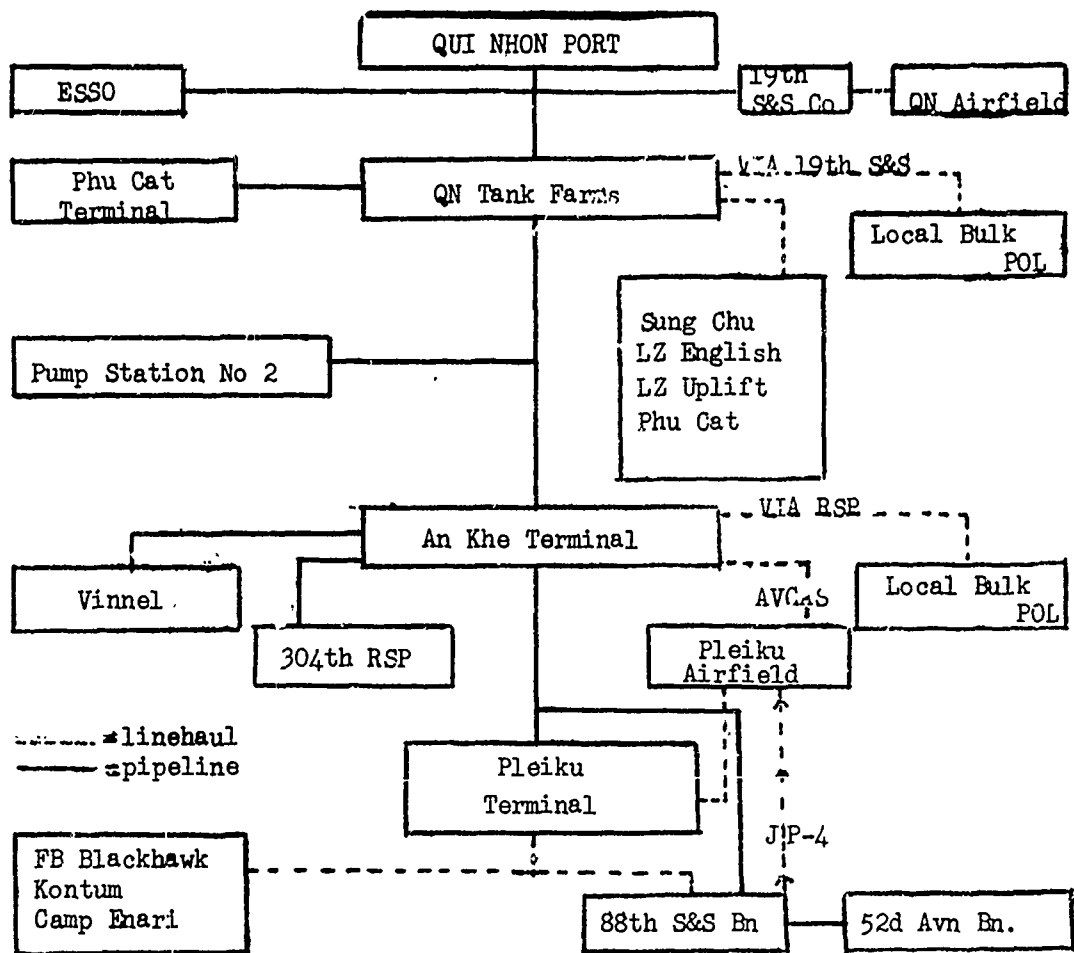 QUI NHON PORT
ESSO
19th
S&S Co
QN Airfield
Phu Cat
Terminal
QN Tank Farms
VIA 19th S&S
Local Bulk
POL
Sung Chu
LZ English
LZ Uplift
Phu Cat
Pump Station No 2
An Khe Terminal
VIA RSP
Vinnel
304th RSP
AVGAS
Local Bulk
POL
Pleiku
Airfield
=linehaul
=pipeline
Pleiku
Terminal
JP-4
FB Blackhawk
Kontum
Camp Enari
88th S&S Bn
52d Avn Bn.